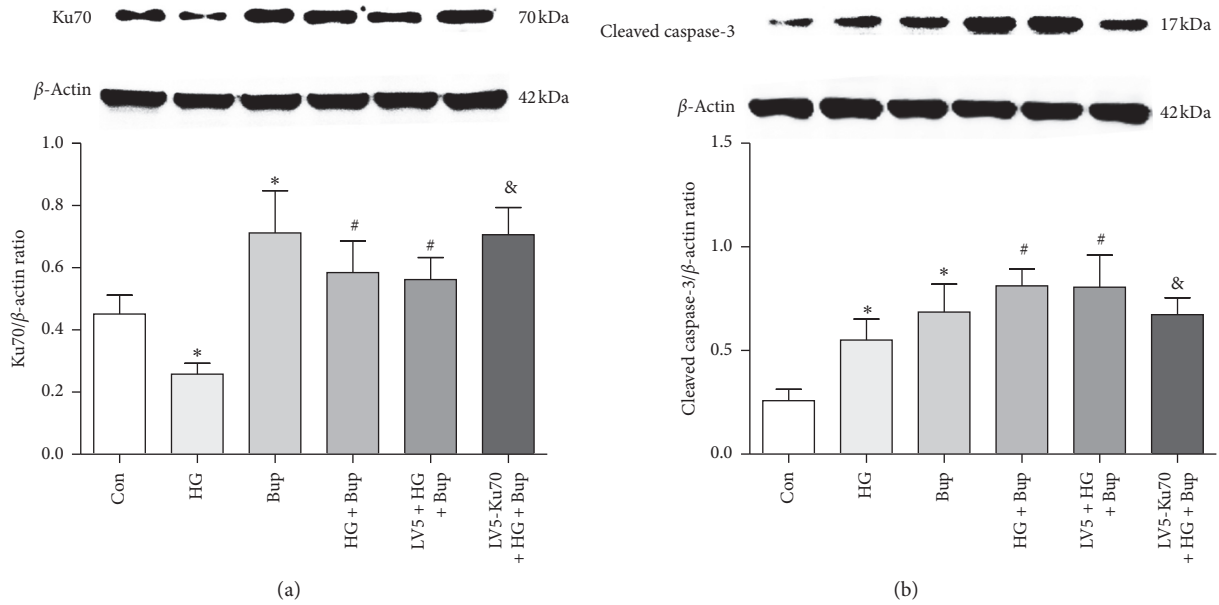 Ku70
70 kDa
β-Actin
42 kDa
1.0
0.8
0.6
0.4
0.2
0.0
Ku70/β-actin ratio
*
*
#
#
&
Con
HG
Bup
HG + Bup
LV5 + HG
+ Bup
LV5-Ku70
+ HG + Bup
(a)
Cleaved caspase-3
17 kDa
β-Actin
42 kDa
1.5
1.0
0.5
0.0
Cleaved caspase-3/β-actin ratio
*
*
#
#
&
Con
HG
Bup
HG + Bup
LV5 + HG
+ Bup
LV5-Ku70
+ HG + Bup
(b)